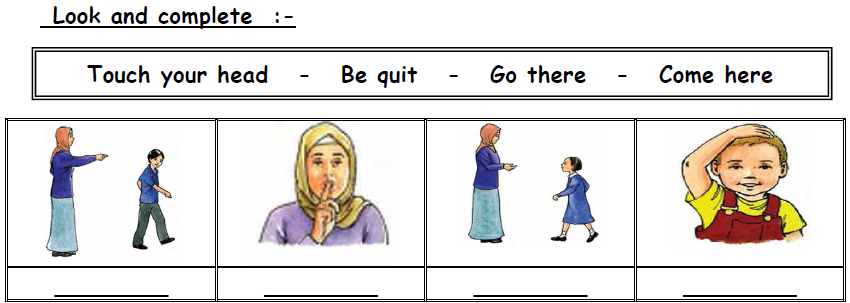 Look and complete :-
Touch your head - Be quit - Go there - Come here